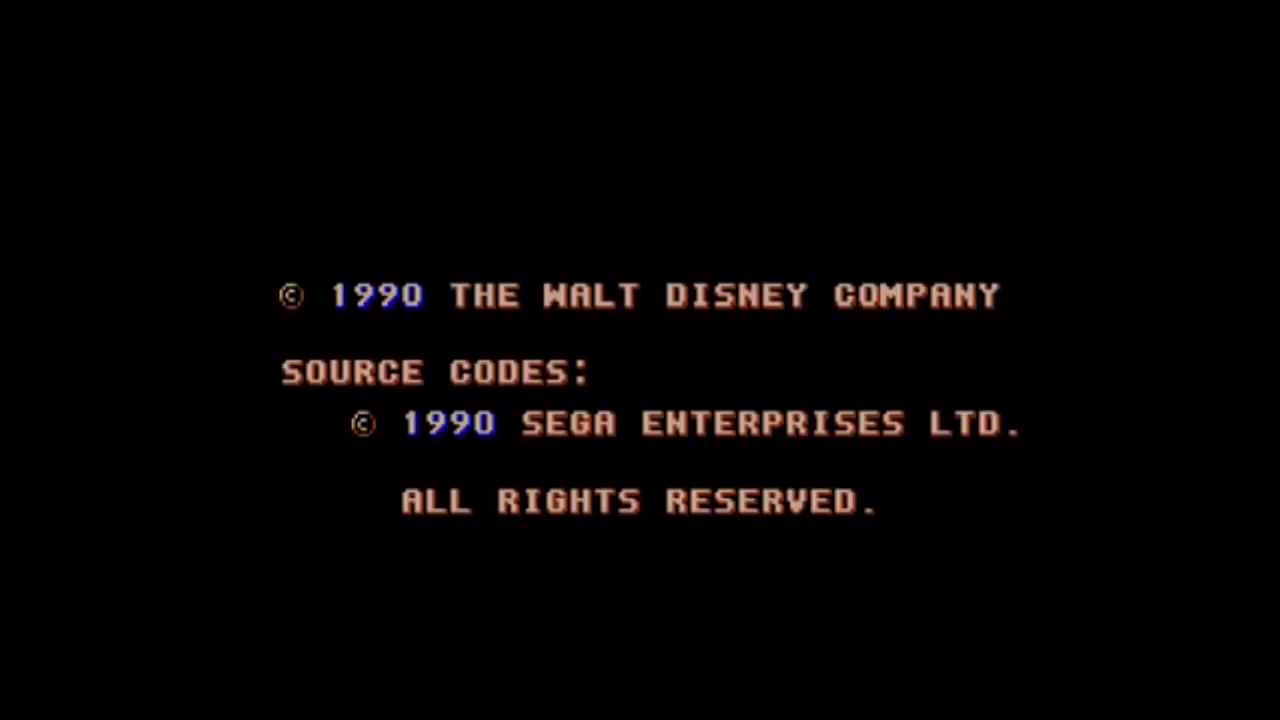 © 1990 THE WALT DISNEY COMPANY
SOURCE CODES:
© 1990 SEGA ENTERPRISES LTD.
ALL RIGHTS RESERVED.